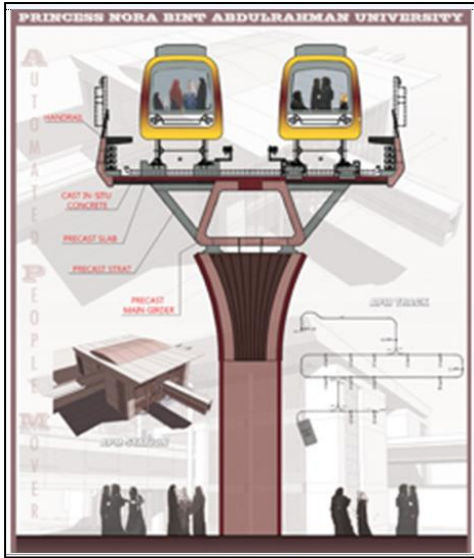 PRINCESS NORA BINT ABDULRAHMAN UNIVERSITY
AUTOMATED PEOPLE MOVER
HANDRAIL
CAST IN-SITU
CONCRETE
PRECAST SLAB
PRECAST STRAT
PRECAST
MAIN GIRDER
APM TRACK
APM STATION